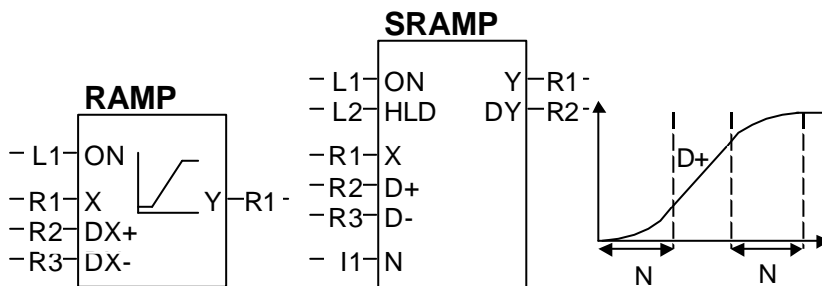 SRAMP
L1 ON Y R1
L2 HLD DY R2
R1 X
R2 D+
R3 D-
I1 N
RAMP
L1 ON
R1 X Y R1
R2 DX+
R3 DX-
D+
N N